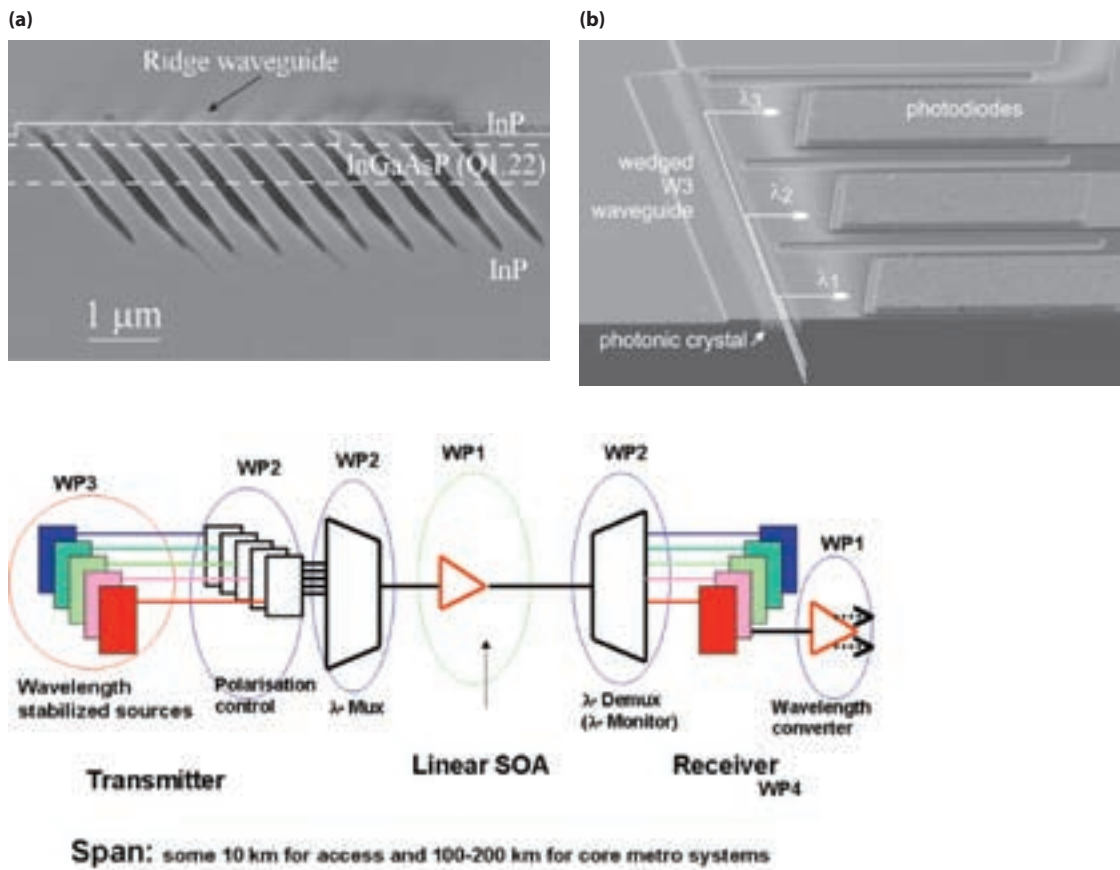 (a)
Ridge waveguide
InP
InGaAsP (Q1.22)
InP
1 μm
(b)
λ3
photodiodes
wedged
W3
waveguide
λ2
λ1
photonic crystal
WP3
WP2
WP2
WP1
WP2
WP1
Wavelength
stabilized sources
Polarisation
control
λ- Mux
λ- Demux
(λ- Monitor)
Wavelength
converter
Transmitter
Linear SOA
Receiver
WP4
Span: some 10 km for access and 100-200 km for core metro systems